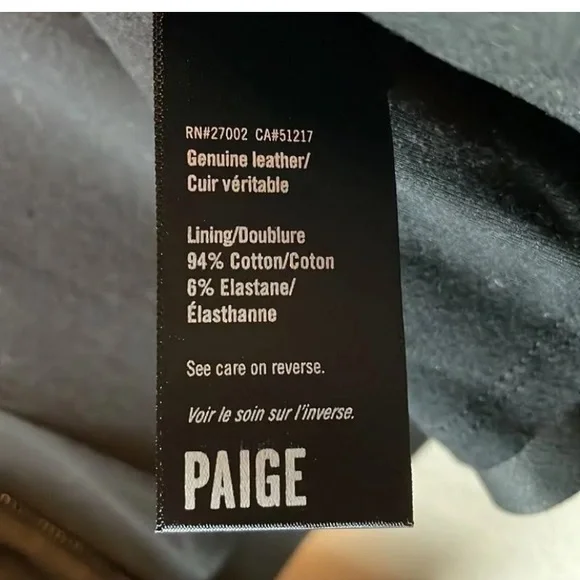 RN#27002 CA#51217
Genuine leather/
Cuir véritable
Lining/Doublure
94% Cotton/Coton
6% Elastane/
Élasthanne
See care on reverse.
Voir le soin sur l'inverse.
PAIGE